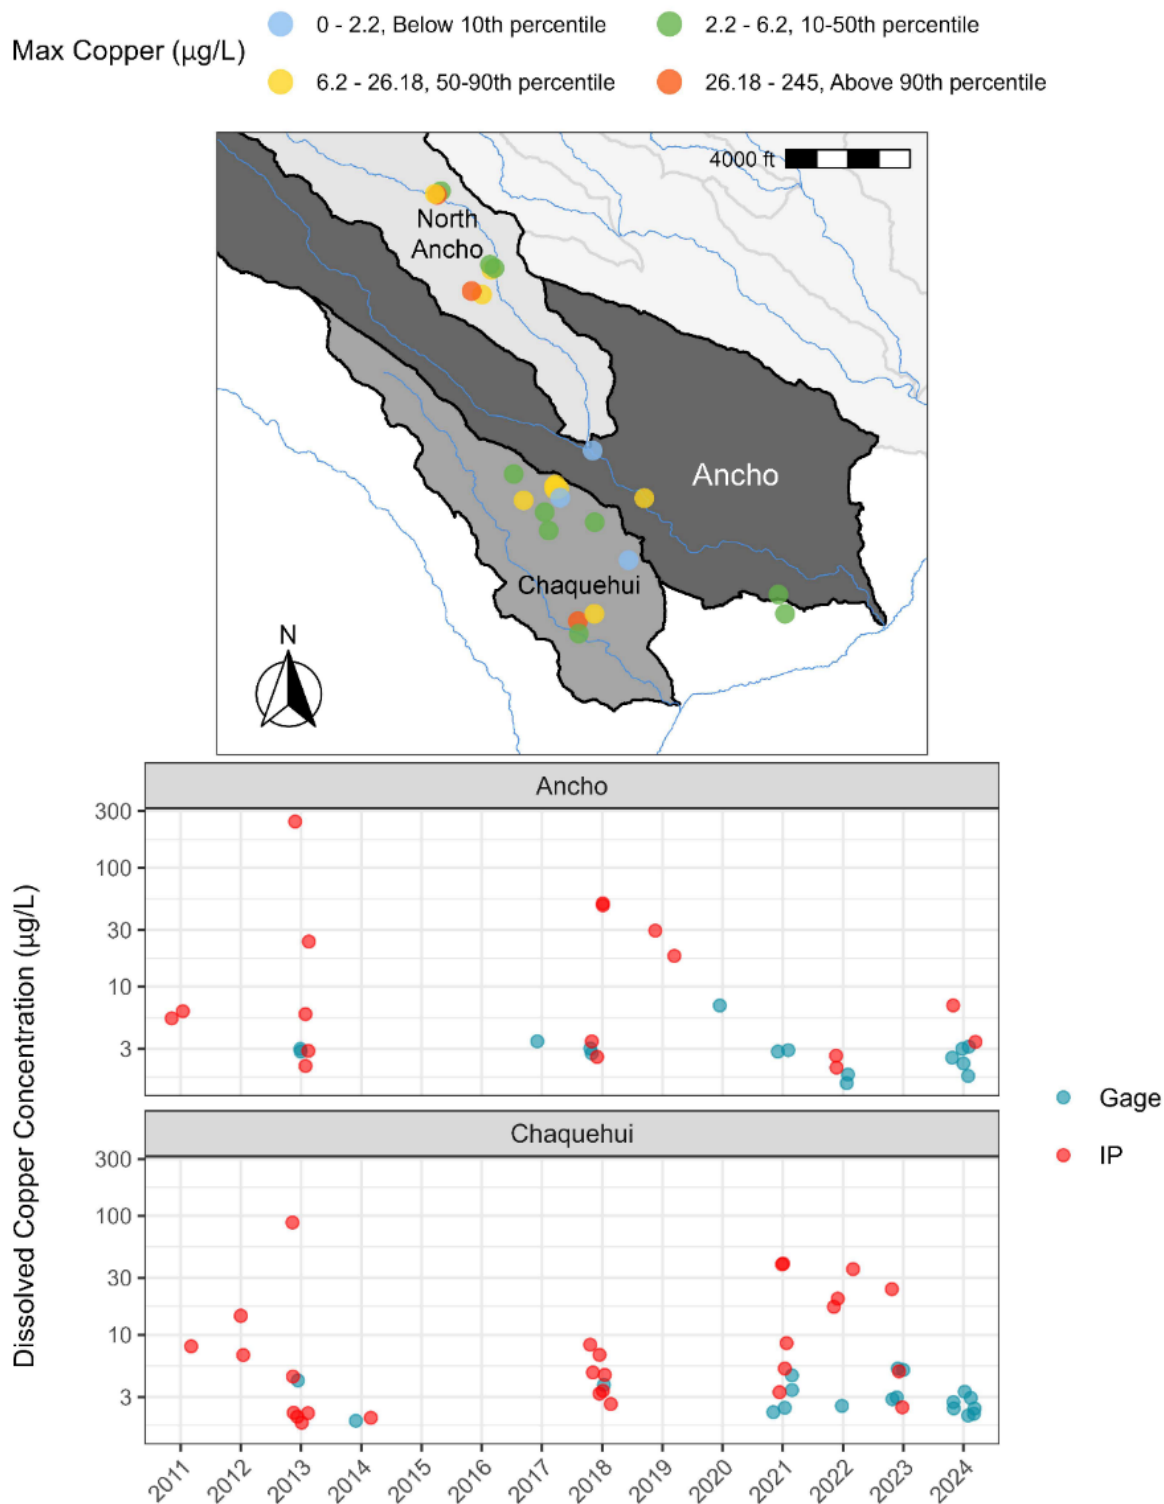 Max Copper (µg/L)
0 - 2.2, Below 10th percentile
2.2 - 6.2, 10-50th percentile
6.2 - 26.18, 50-90th percentile
26.18 - 245, Above 90th percentile
4000 ft
North
Ancho
Ancho
Chaquehui
N
Ancho
300
100
30
10
3
Chaquehui
300
100
30
10
3
Dissolved Copper Concentration (µg/L)
2011
2012
2013
2014
2015
2016
2017
2018
2019
2020
2021
2022
2023
2024
Gage
IP